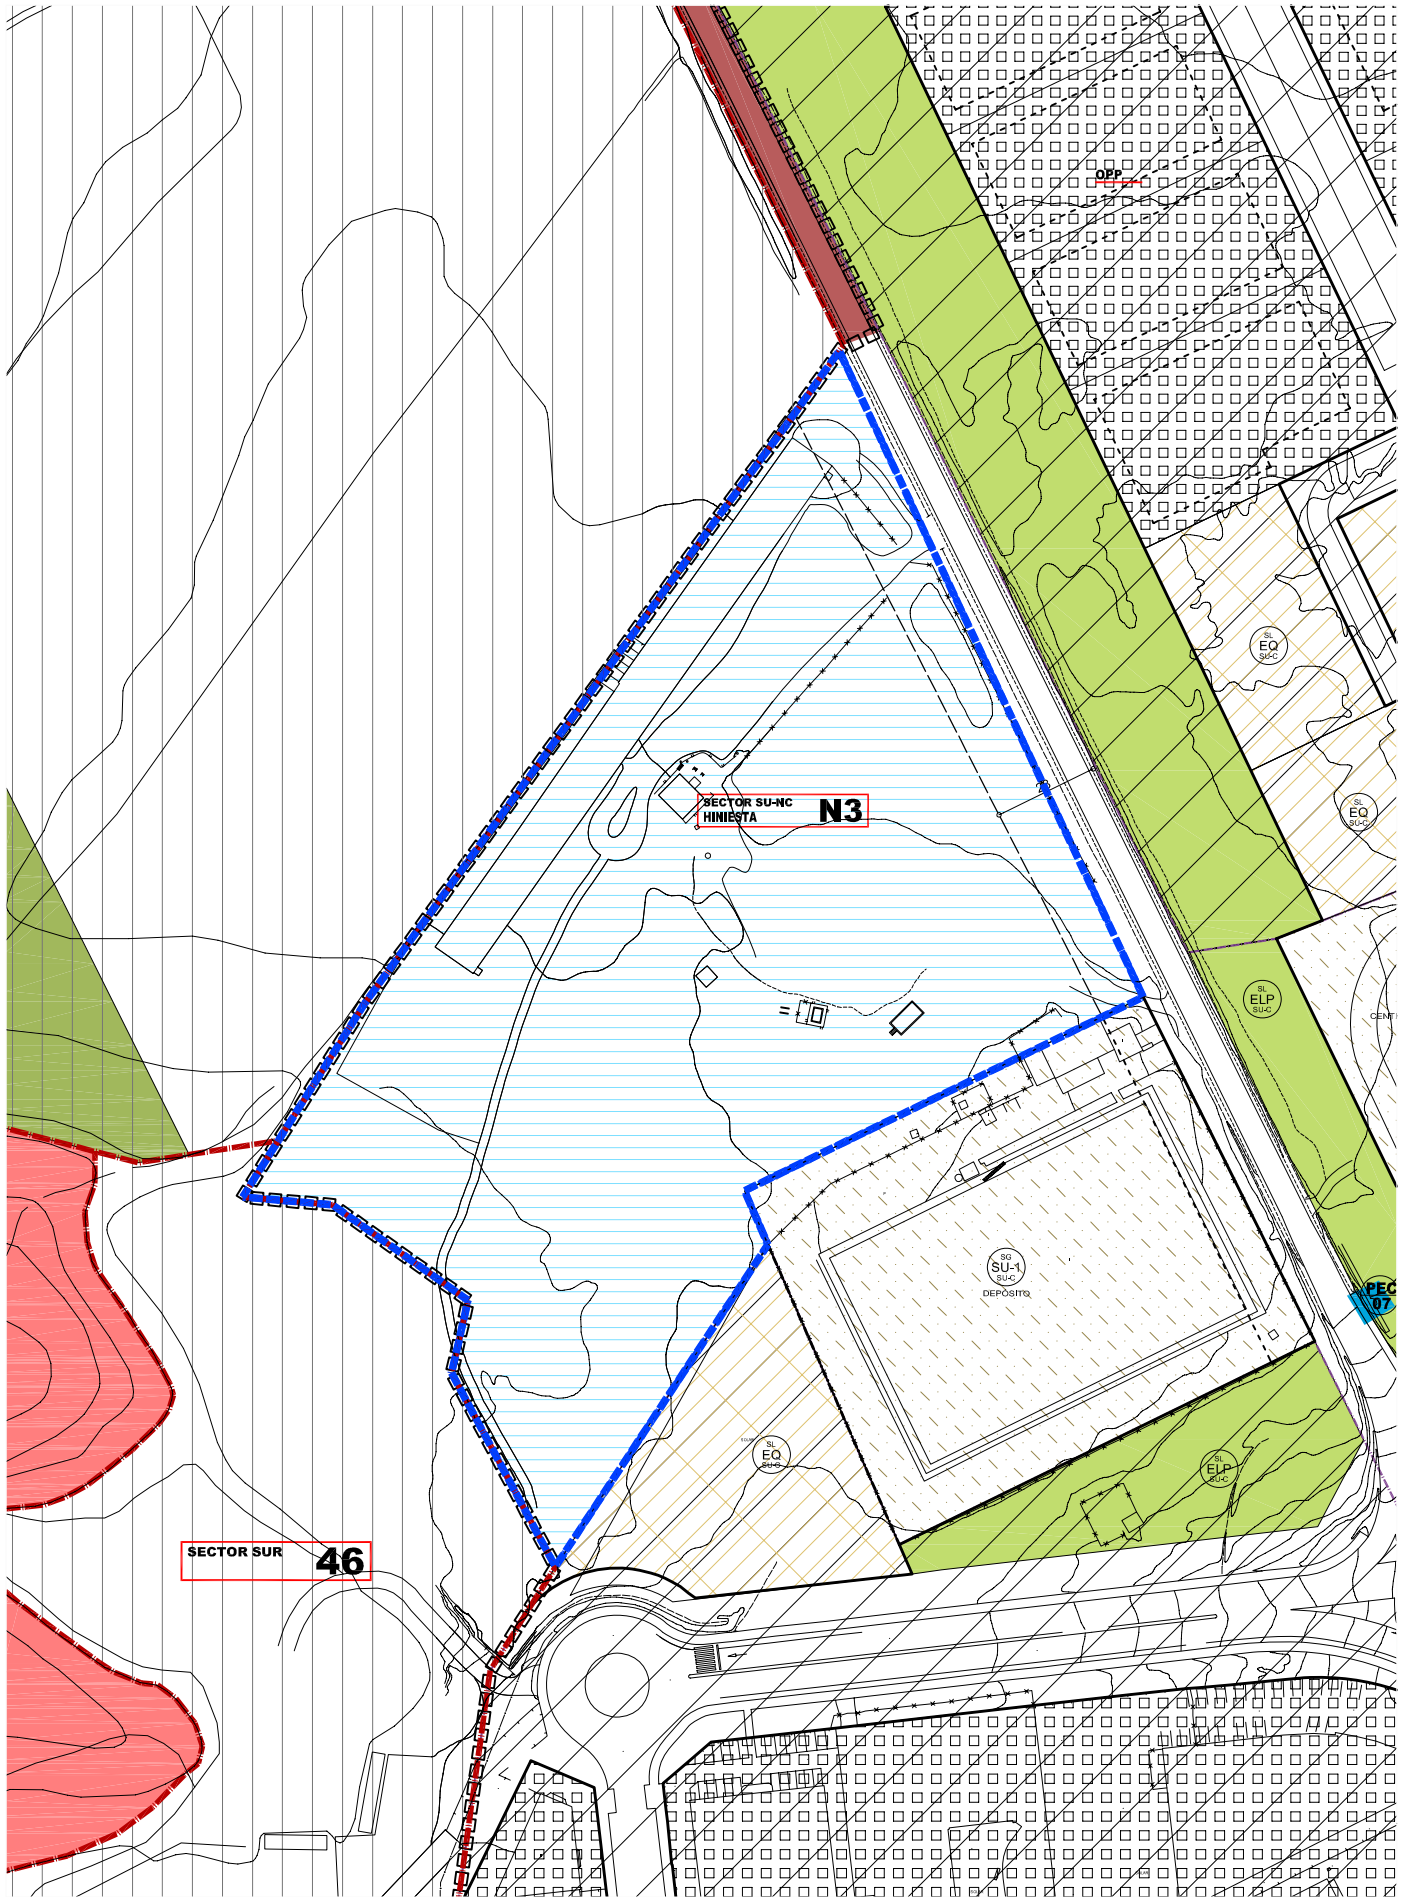 OPP
SL
EQ
SU-C
SECTOR SU-NC
HINIESTA
N3
SL
EQ
SU-C
SL
ELP
SU-C
CENT
SG
SU-1
SU-C
DEPÓSITO
PEC
07
SL
EQ
SU-C
SL
ELP
SU-C
SECTOR SUR
46